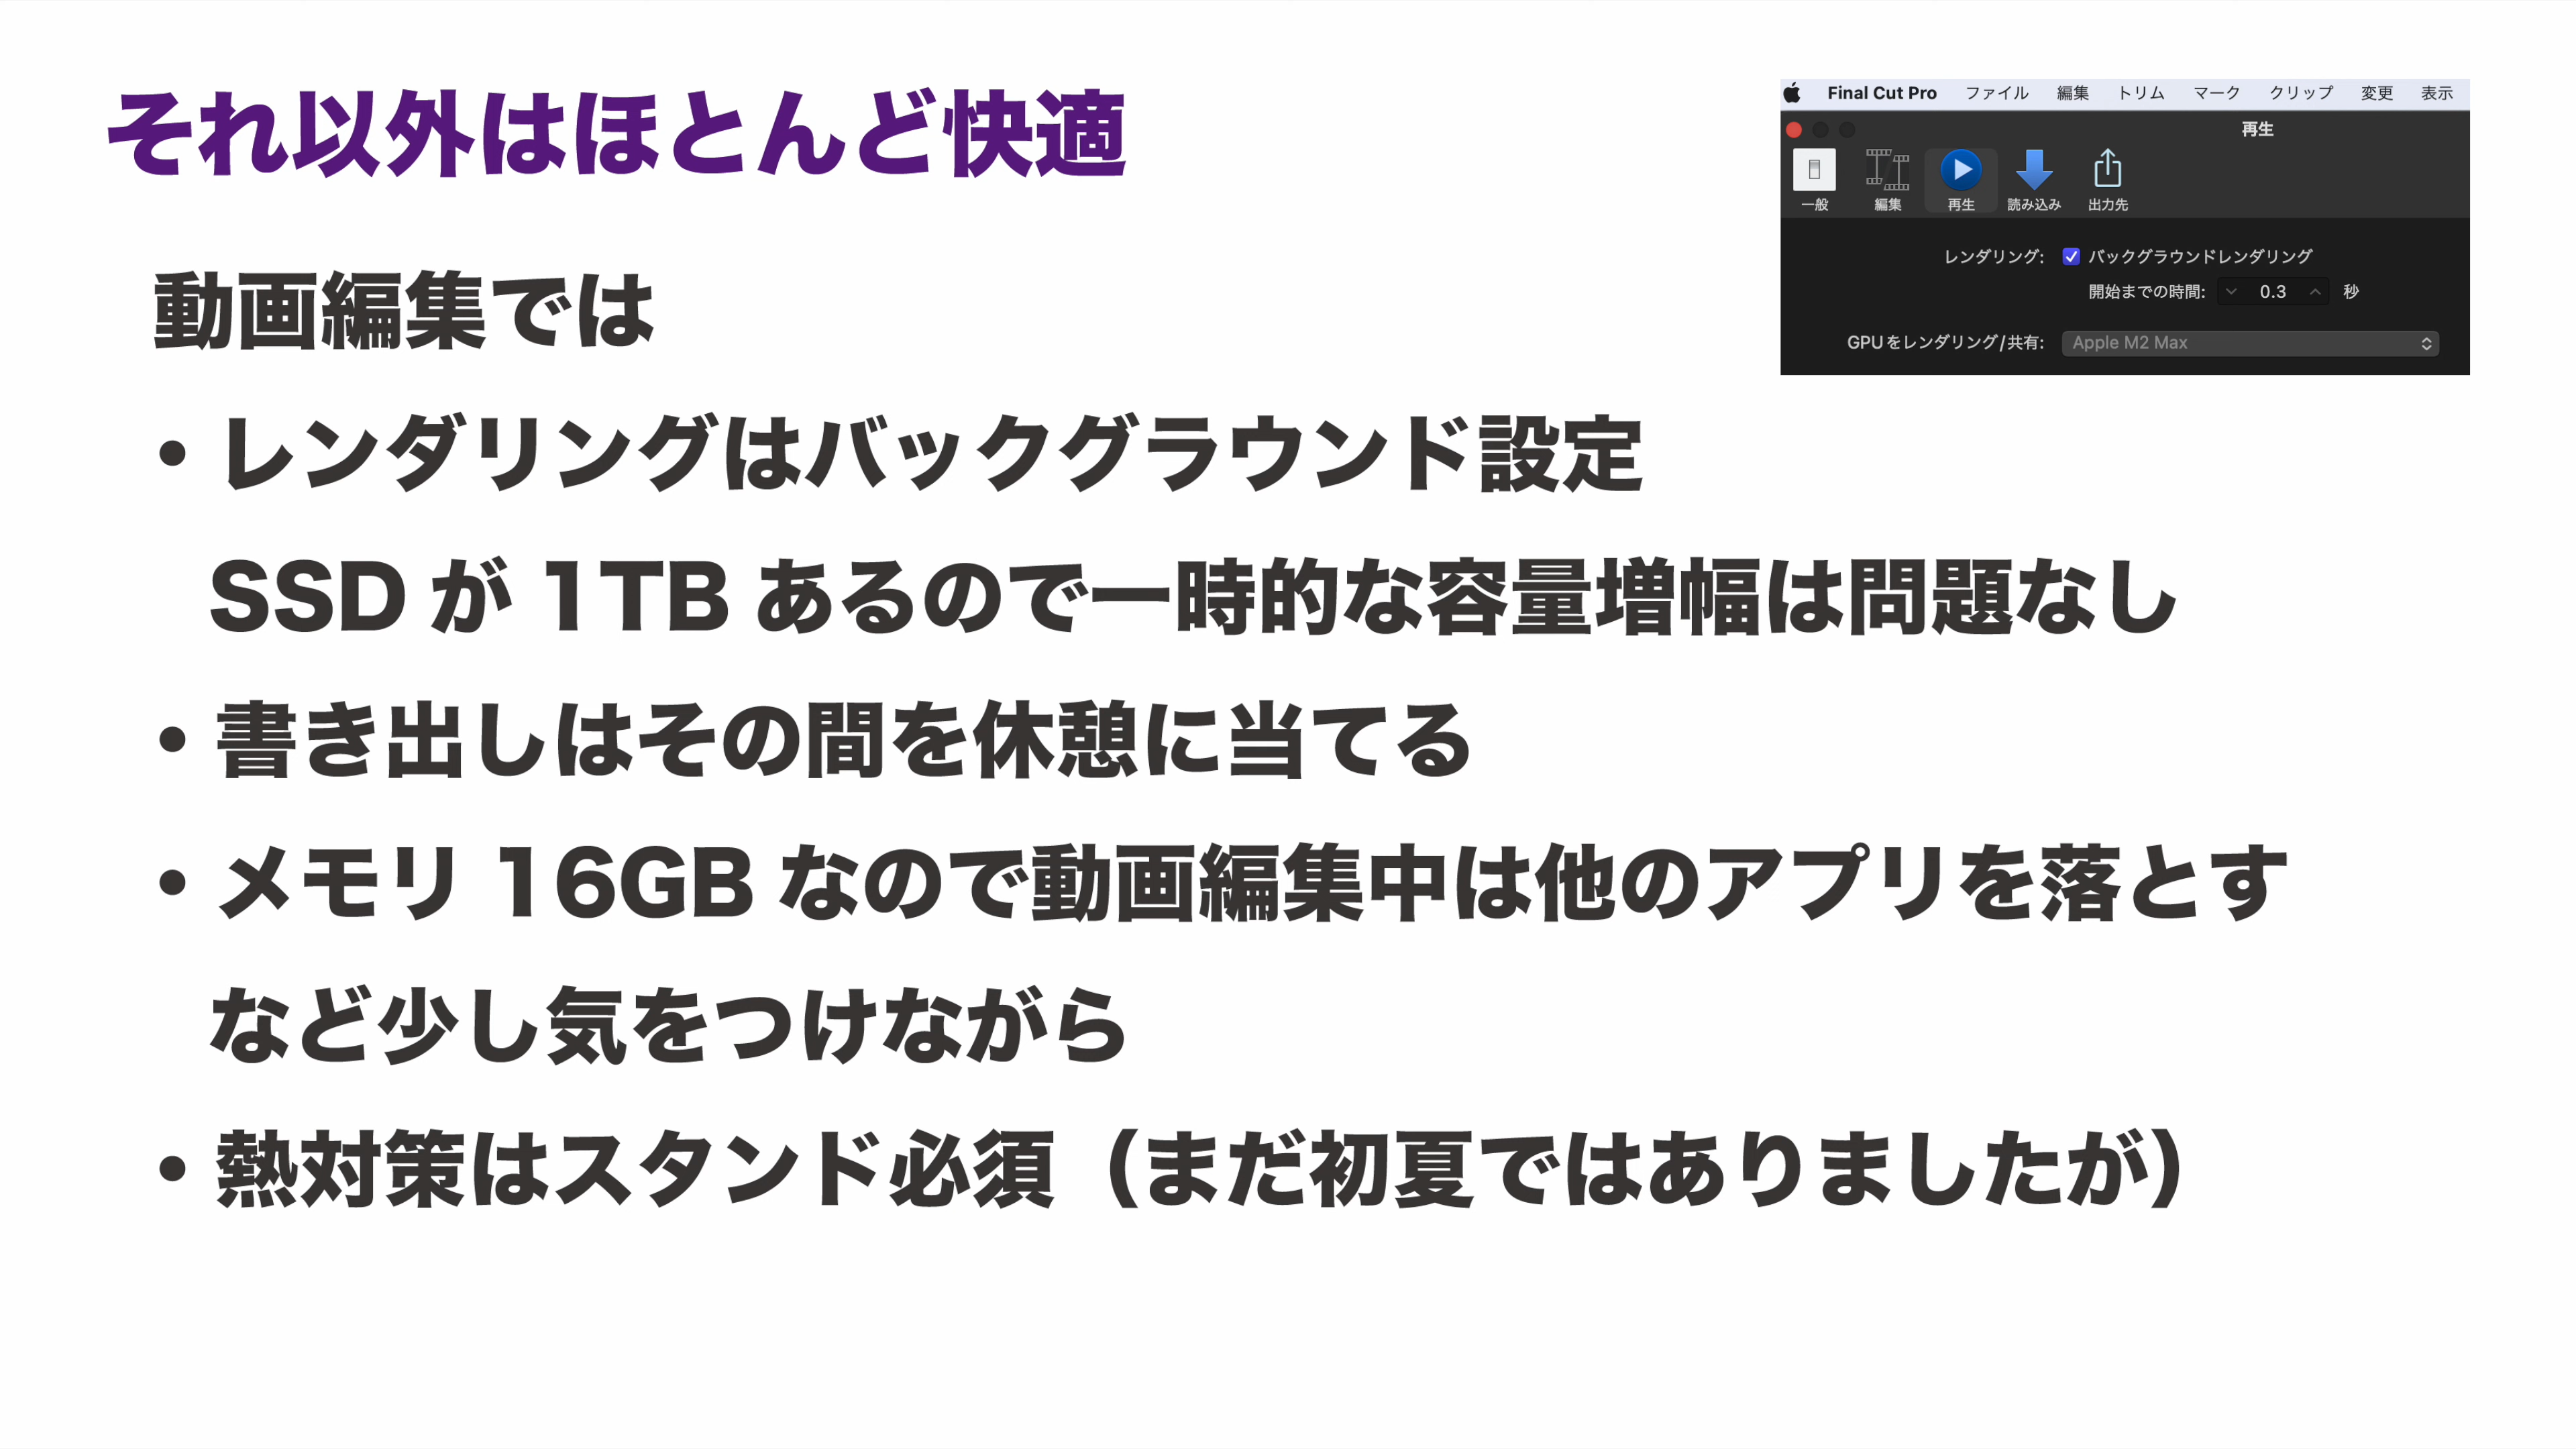 それ以外はほとんど快適
Final Cut Pro ファイル 編集 トリム マーク クリップ 変更 表示
再生
一般 編集 再生 読み込み 出力先
レンダリング: バックグラウンドレンダリング
開始までの時間: 0.3 秒
GPUをレンダリング/共有: Apple M2 Max
動画編集では
・レンダリングはバックグラウンド設定
SSD が 1TB あるので一時的な容量増幅は問題なし
・書き出しはその間を休憩に当てる
・メモリ 16GB なので動画編集中は他のアプリを落とす
など少し気をつけながら
・熱対策はスタンド必須（まだ初夏ではありましたが）